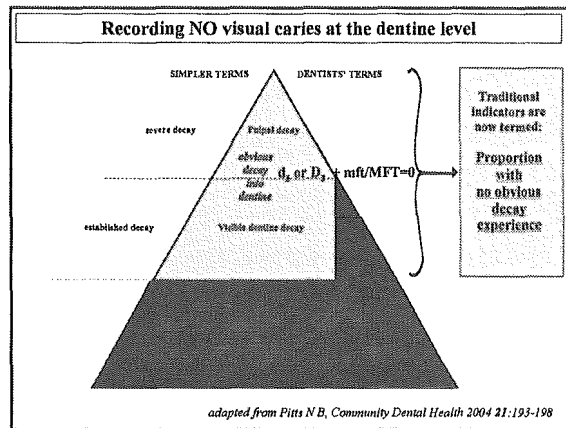 Recording NO visual caries at the dentine level
SIMPLER TERMS
DENTISTS' TERMS
severe decay
Pulpal decay
obvious
decay
into
dentine
d₃ or D₃ + mft/MFT=0
established decay
Visible dentine decay
Traditional
indicators are
now termed:
Proportion
with
no obvious
decay
experience
adapted from Pitts N B, Community Dental Health 2004 21:193-198